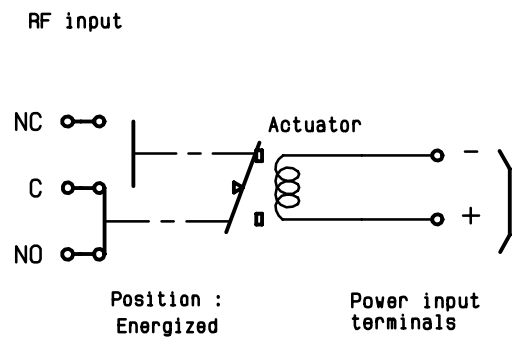 RF input
NC
Actuator
-
C
+
NO
Position :
Energized
Power input
terminals